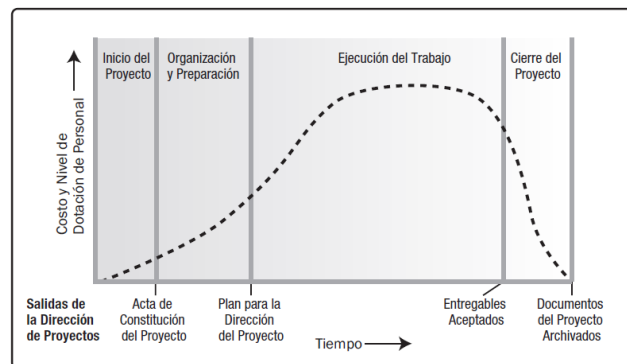 Inicio del
Proyecto
Organización
y Preparación
Ejecución del Trabajo
Cierre del
Proyecto
Costo y Nivel de
Dotación de Personal
Salidas de
la Dirección
de Proyectos
Acta de
Constitución
del Proyecto
Plan para la
Dirección
del Proyecto
Tiempo
Entregables
Aceptados
Documentos
del Proyecto
Archivados